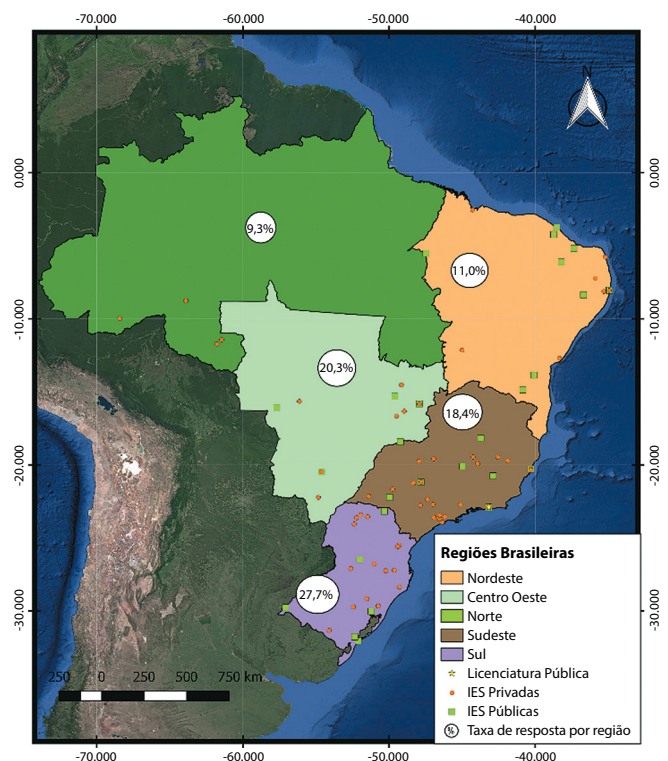 -70.000 -60.000 -50.000 -40.000
N
0.000 0.000
9,3%
11,0%
-10.000 -10.000
20,3%
18,4%
-20.000 -20.000
Regiões Brasileiras
Nordeste
27,7%
Centro Oeste
-30.000 -30.000
Norte
Sudeste
Sul
Licenciatura Pública
250 0 250 500 750 km
IES Privadas
IES Públicas
% Taxa de resposta por região
-70.000 -60.000 -50.000 -40.000